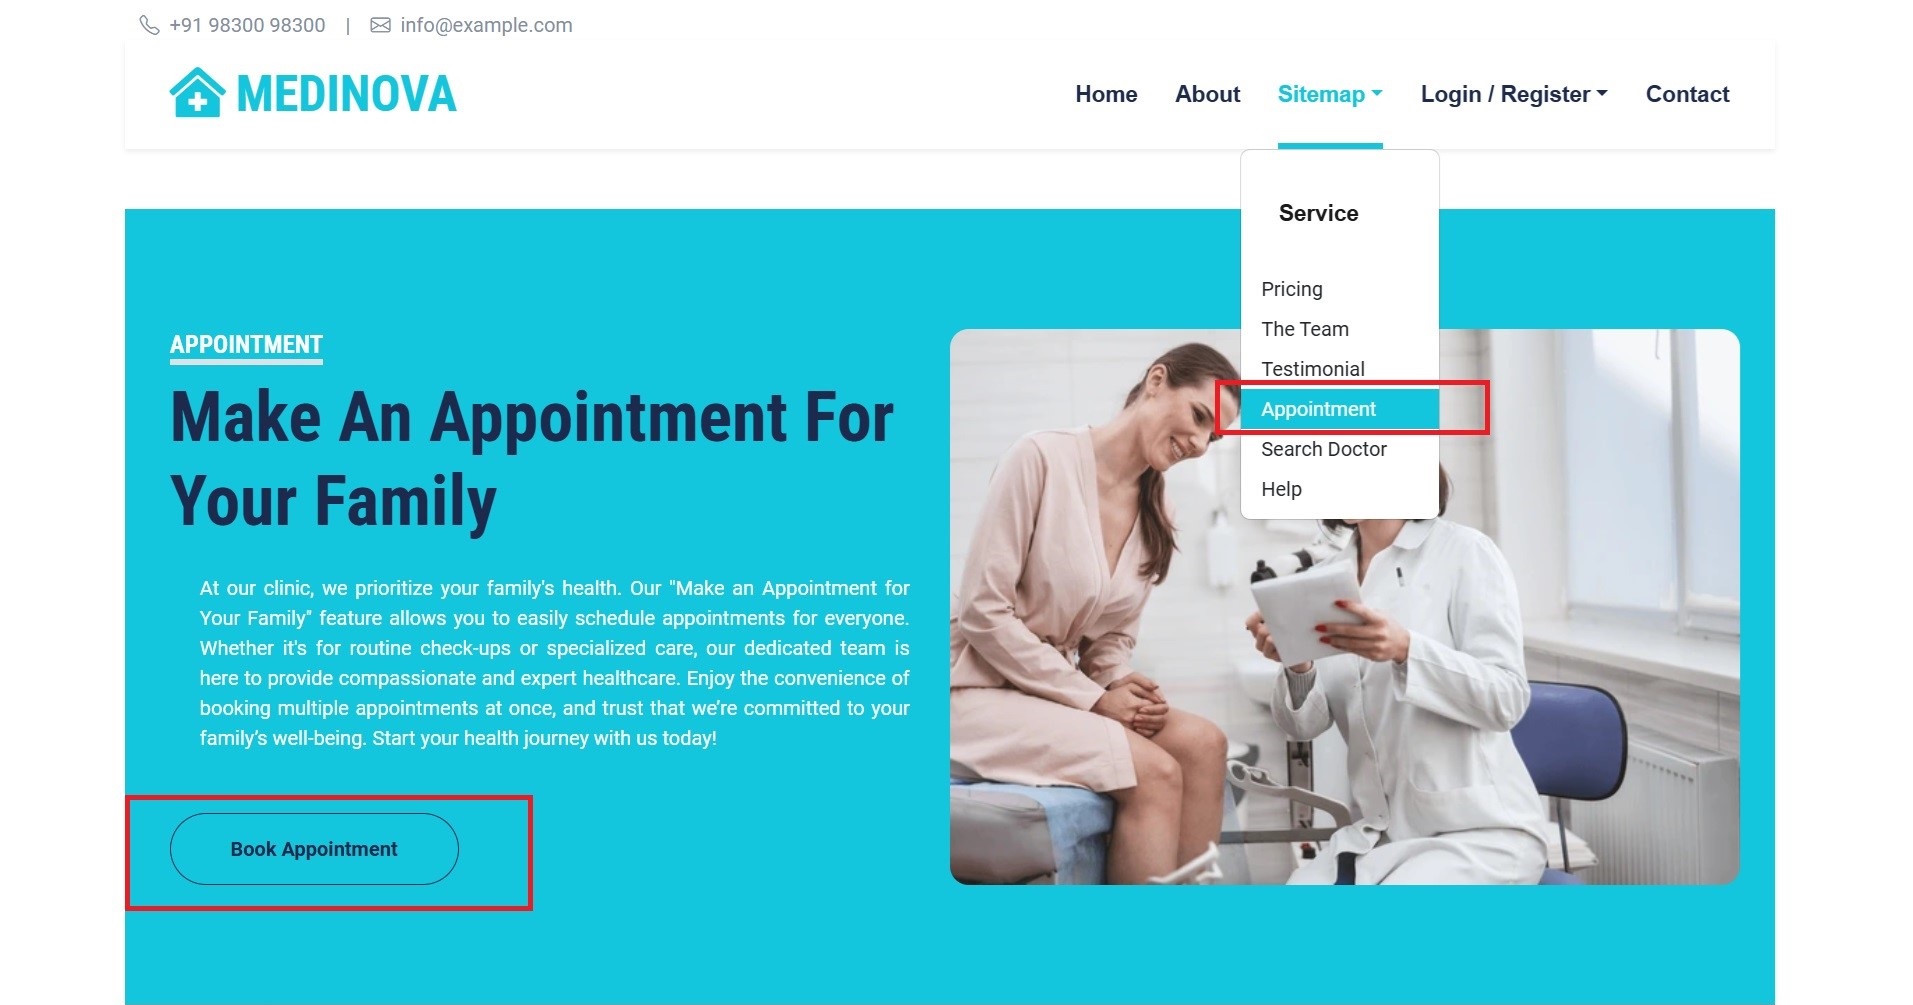 +91 98300 98300 | info@example.com
MEDINOVA
Home About Sitemap Login / Register Contact
Service
Pricing
The Team
Testimonial
Appointment
Search Doctor
Help
APPOINTMENT
Make An Appointment For
Your Family
At our clinic, we prioritize your family's health. Our "Make an Appointment for
Your Family" feature allows you to easily schedule appointments for everyone.
Whether it's for routine check-ups or specialized care, our dedicated team is
here to provide compassionate and expert healthcare. Enjoy the convenience of
booking multiple appointments at once, and trust that we’re committed to your
family’s well-being. Start your health journey with us today!
Book Appointment